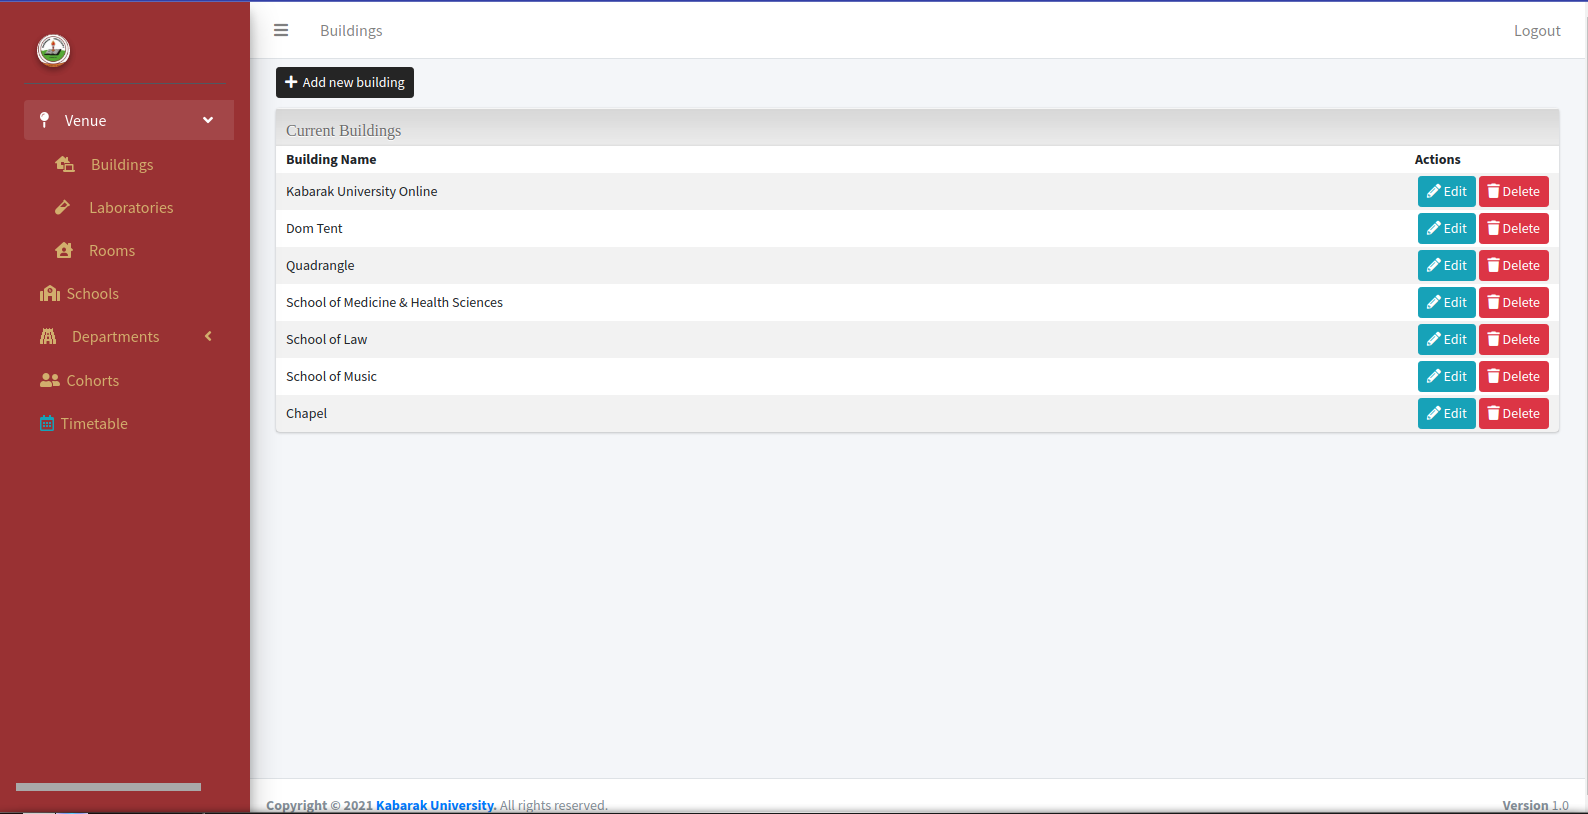 Buildings
Logout
Venue
Buildings
Laboratories
Rooms
Schools
Departments
Cohorts
Timetable
Add new building
Current Buildings
Building Name Actions
Kabarak University Online Edit Delete
Dom Tent Edit Delete
Quadrangle Edit Delete
School of Medicine & Health Sciences Edit Delete
School of Law Edit Delete
School of Music Edit Delete
Chapel Edit Delete
Copyright © 2021 Kabarak University. All rights reserved. Version 1.0